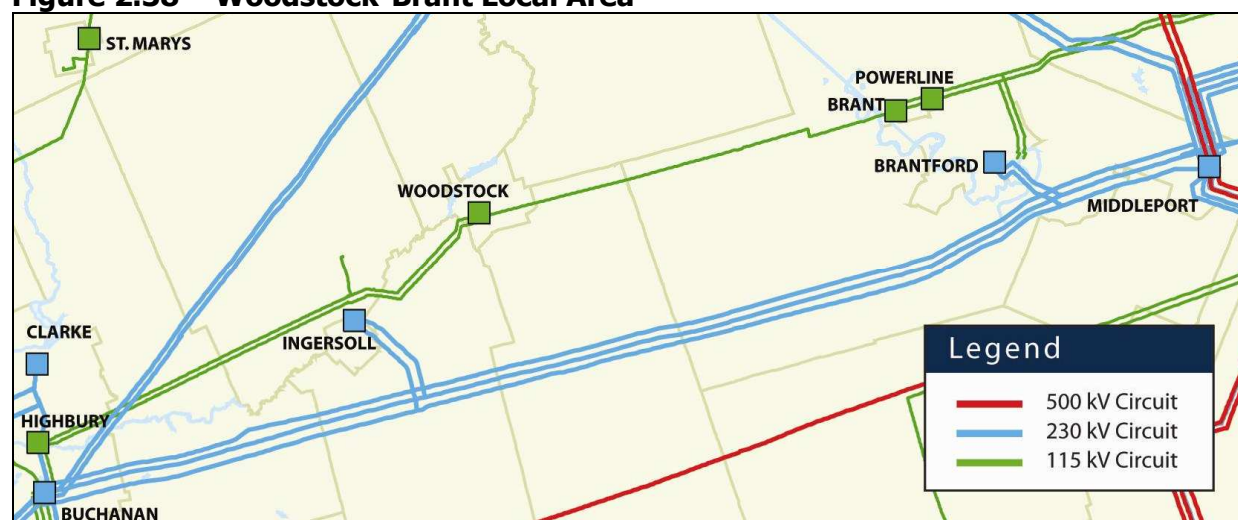 Figure 2.38 Woodstock-Brant Local Area
ST. MARYS
POWERLINE
BRANT
BRANTFORD
WOODSTOCK
MIDDLEPORT
CLARKE
INGERSOLL
HIGHBURY
BUCHANAN
Legend
500 kV Circuit
230 kV Circuit
115 kV Circuit